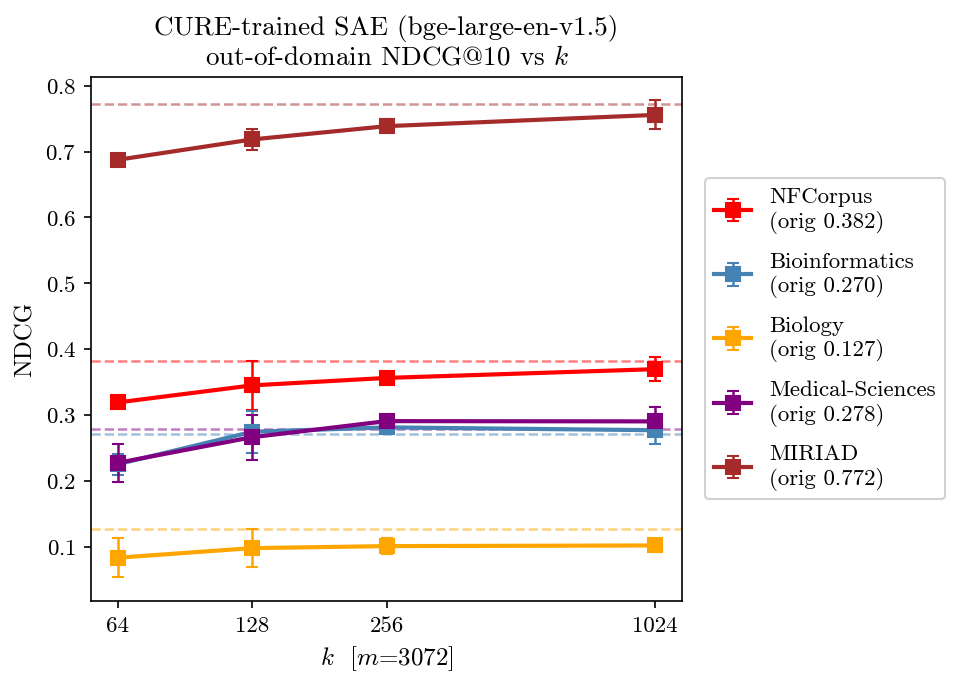 CURE-trained SAE (bge-large-en-v1.5)
out-of-domain NDCG@10 vs k
NDCG
0.8
0.7
0.6
0.5
0.4
0.3
0.2
0.1
64
128
256
1024
k [m=3072]
NFCorpus
(orig 0.382)
Bioinformatics
(orig 0.270)
Biology
(orig 0.127)
Medical-Sciences
(orig 0.278)
MIRIAD
(orig 0.772)